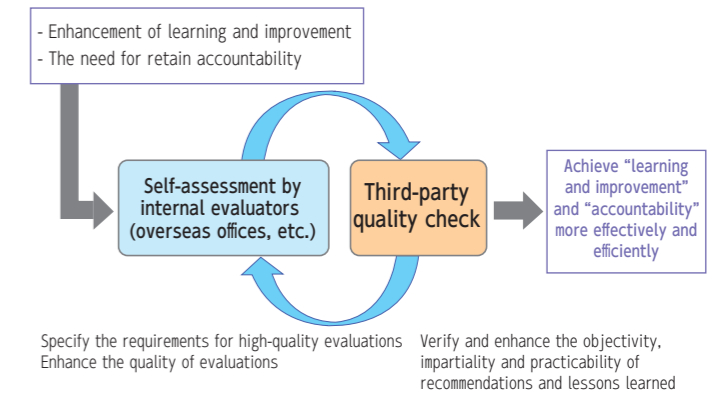 - Enhancement of learning and improvement
- The need for retain accountability
Self-assessment by
internal evaluators
(overseas offices, etc.)
Third-party
quality check
Achieve “learning
and improvement”
and “accountability”
more effectively and
efficiently
Specify the requirements for high-quality evaluations
Enhance the quality of evaluations
Verify and enhance the objectivity,
impartiality and practicability of
recommendations and lessons learned